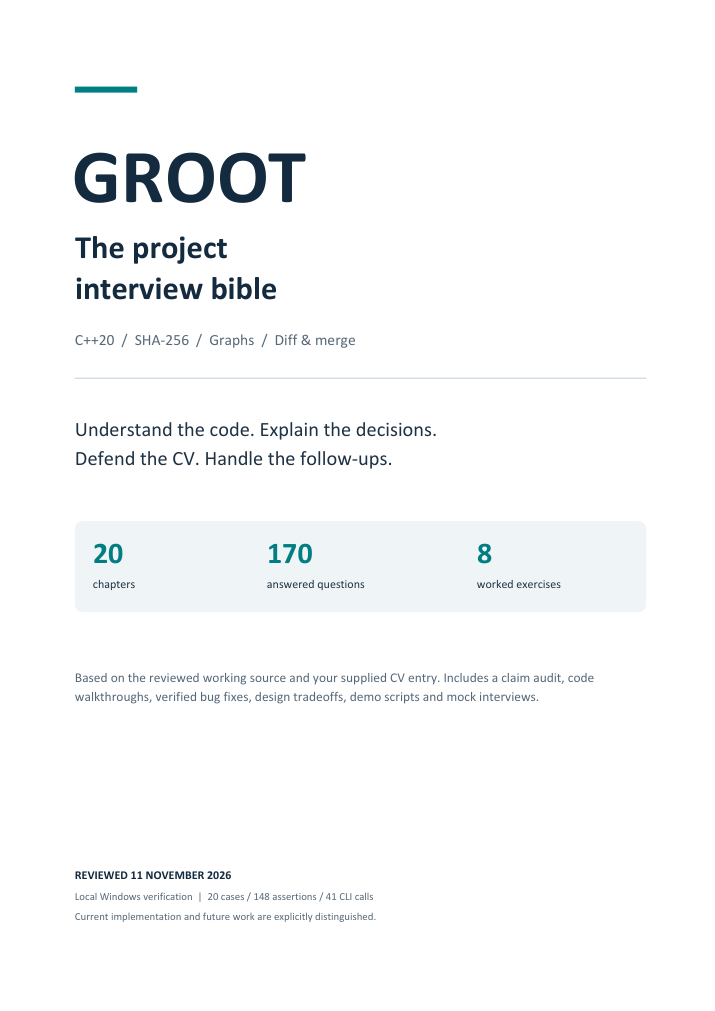 GROOT
The project
interview bible
C++20 / SHA-256 / Graphs / Diff & merge
Understand the code. Explain the decisions.
Defend the CV. Handle the follow-ups.
20 170 8
chapters answered questions worked exercises
Based on the reviewed working source and your supplied CV entry. Includes a claim audit, code
walkthroughs, verified bug fixes, design tradeoffs, demo scripts and mock interviews.
REVIEWED 11 NOVEMBER 2026
Local Windows verification | 20 cases / 148 assertions / 41 CLI calls
Current implementation and future work are explicitly distinguished.